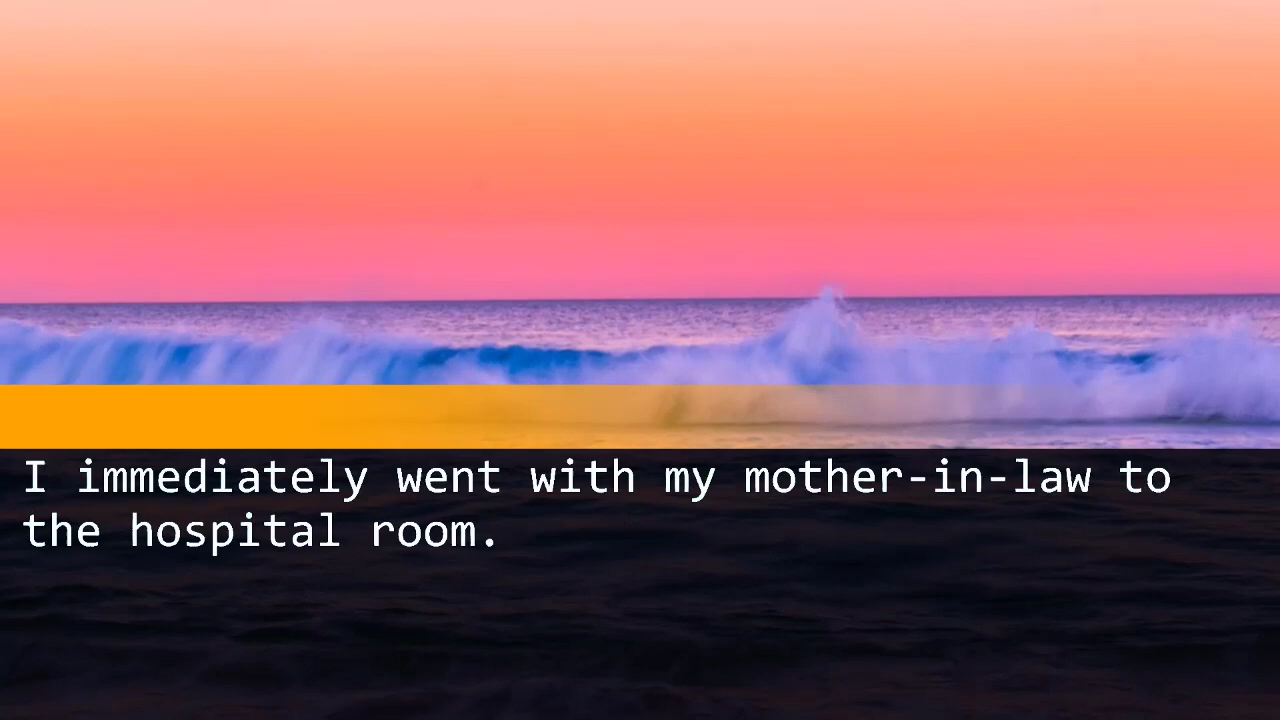 I immediately went with my mother-in-law to
the hospital room.